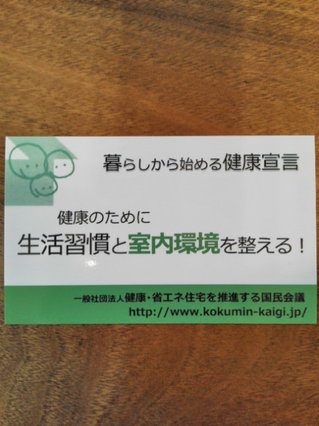 暮らしから始める健康宣言
健康のために
生活習慣と室内環境を整える！
一般社団法人 健康・省エネ住宅を推進する国民会議
http://www.kokumin-kaigi.jp/